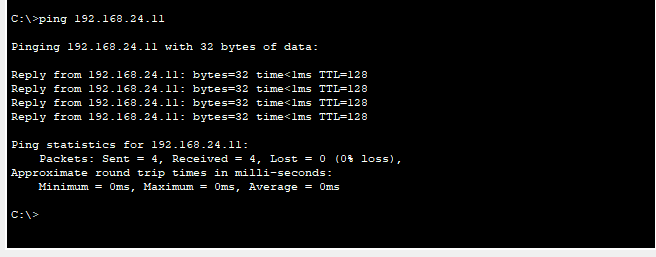 C:\>ping 192.168.24.11
Pinging 192.168.24.11 with 32 bytes of data:
Reply from 192.168.24.11: bytes=32 time<1ms TTL=128
Reply from 192.168.24.11: bytes=32 time<1ms TTL=128
Reply from 192.168.24.11: bytes=32 time<1ms TTL=128
Reply from 192.168.24.11: bytes=32 time<1ms TTL=128
Ping statistics for 192.168.24.11:
    Packets: Sent = 4, Received = 4, Lost = 0 (0% loss),
Approximate round trip times in milli-seconds:
    Minimum = 0ms, Maximum = 0ms, Average = 0ms
C:\>